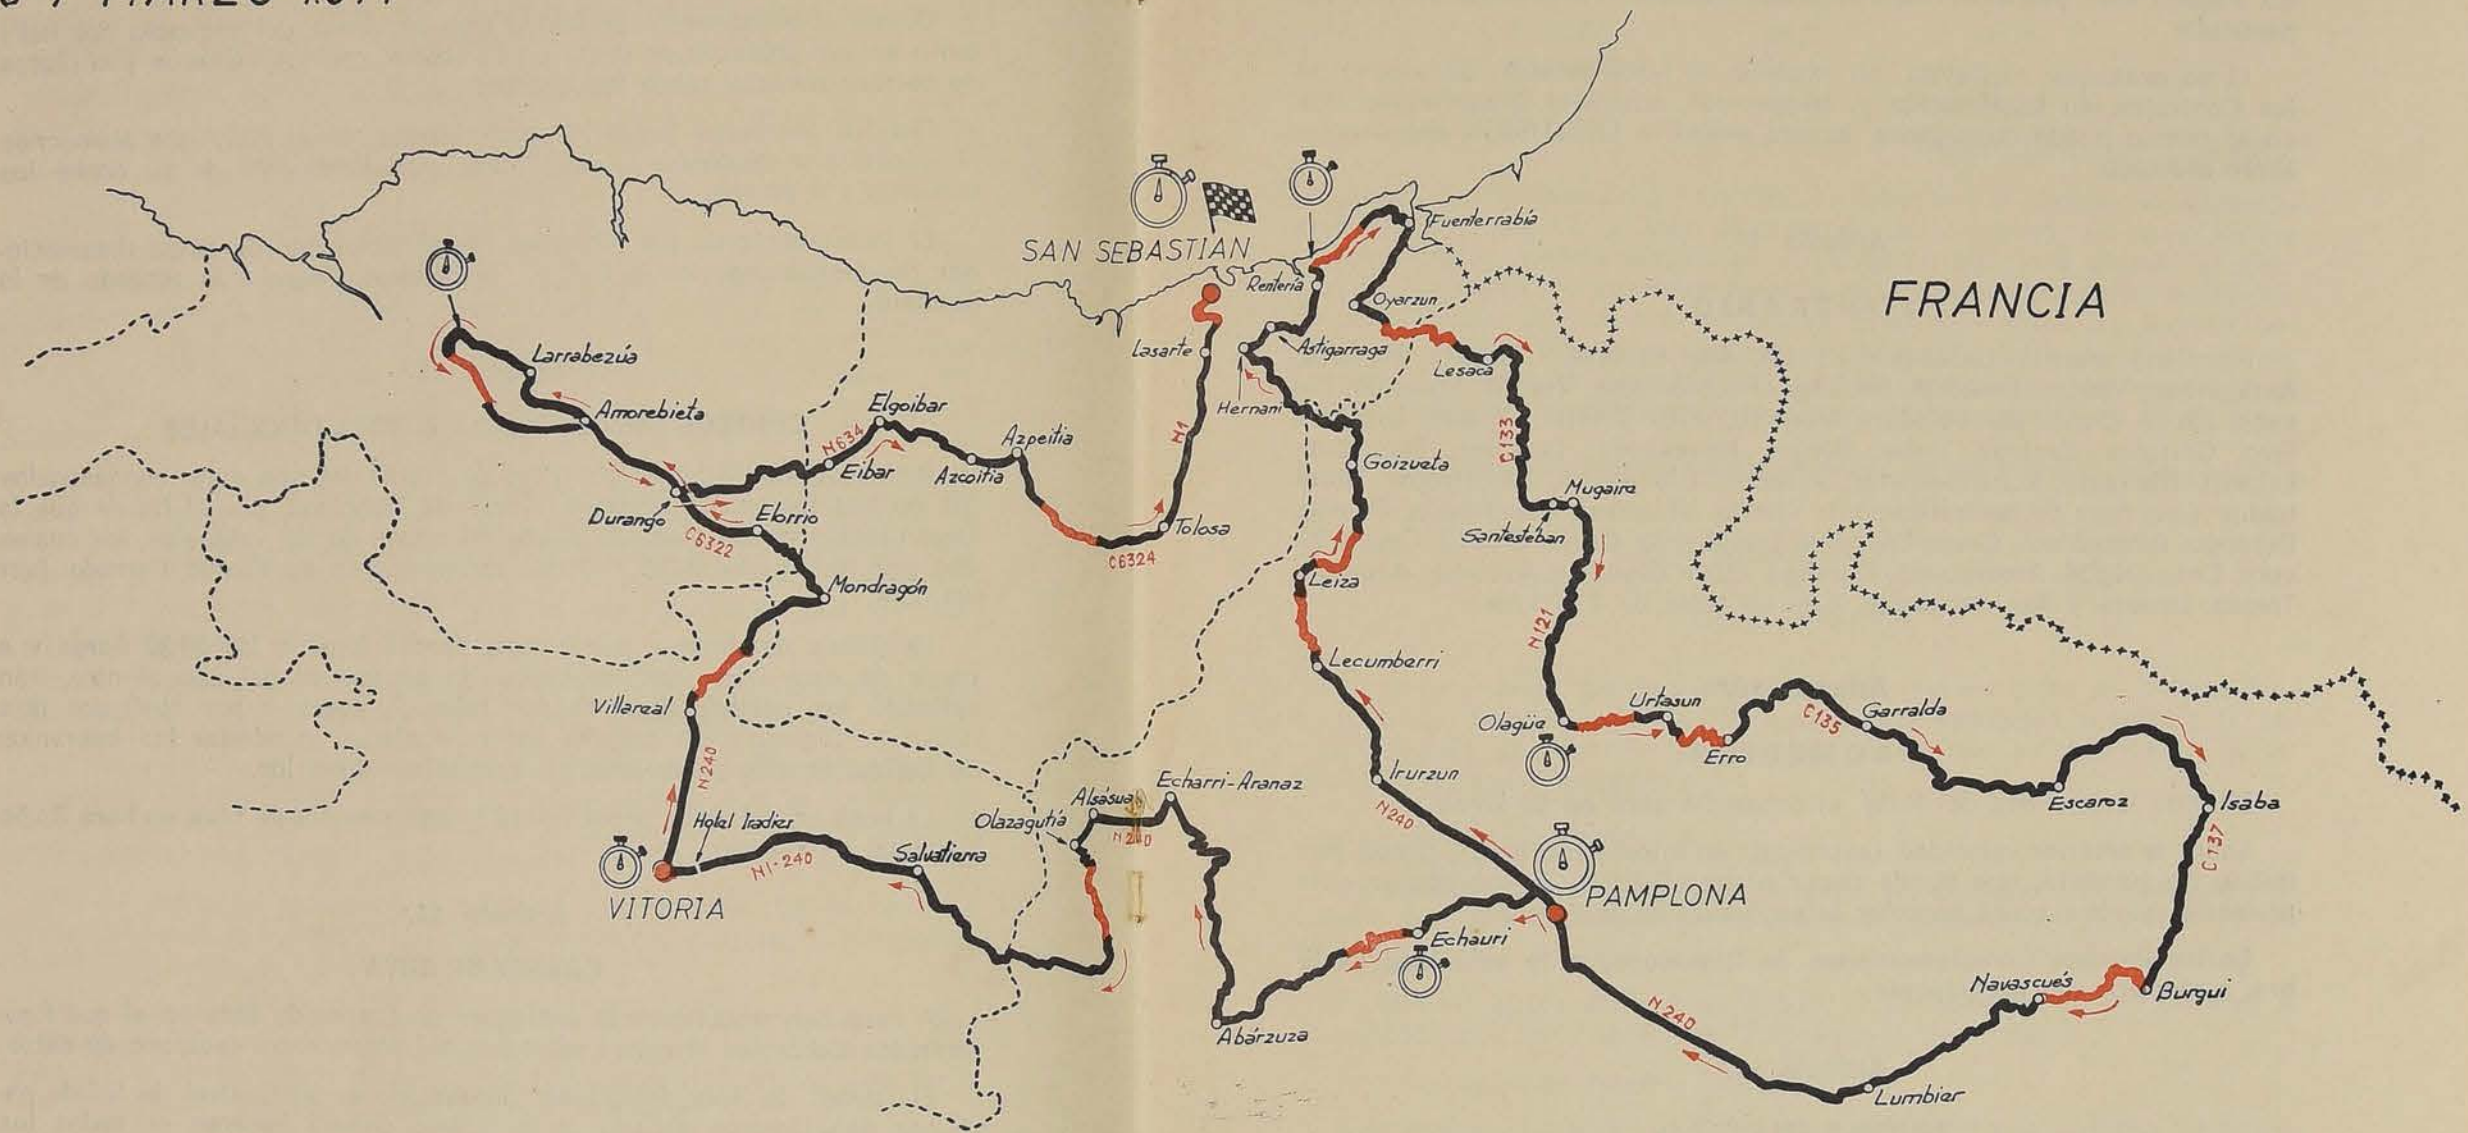 MARZO
SAN SEBASTIAN
Fuenterrabía
FRANCIA
Rentería
Oyarzun
Larrabezúa
Lasarte
Astigarraga
Lesaca
Amorebieta
Elgoibar
Hernani
N634
Azpeitia
N1
C133
Eibar
Azcoitia
Goizueta
Durango
Elorrio
Mugaire
C6322
Tolosa
Santesteban
C6324
Mondragón
Leiza
N121
Lecumberri
Villareal
Urtasun
Garralda
Olagüe
C135
Erro
N240
Irurzun
Echarri-Aranaz
Alsásua
Escaroz
Isaba
Hotel Iradier
Olazagutía
N240
N240
C137
Salvatierra
N1-240
VITORIA
PAMPLONA
Echauri
Navascués
Burgui
Abárzuza
N240
Lumbier